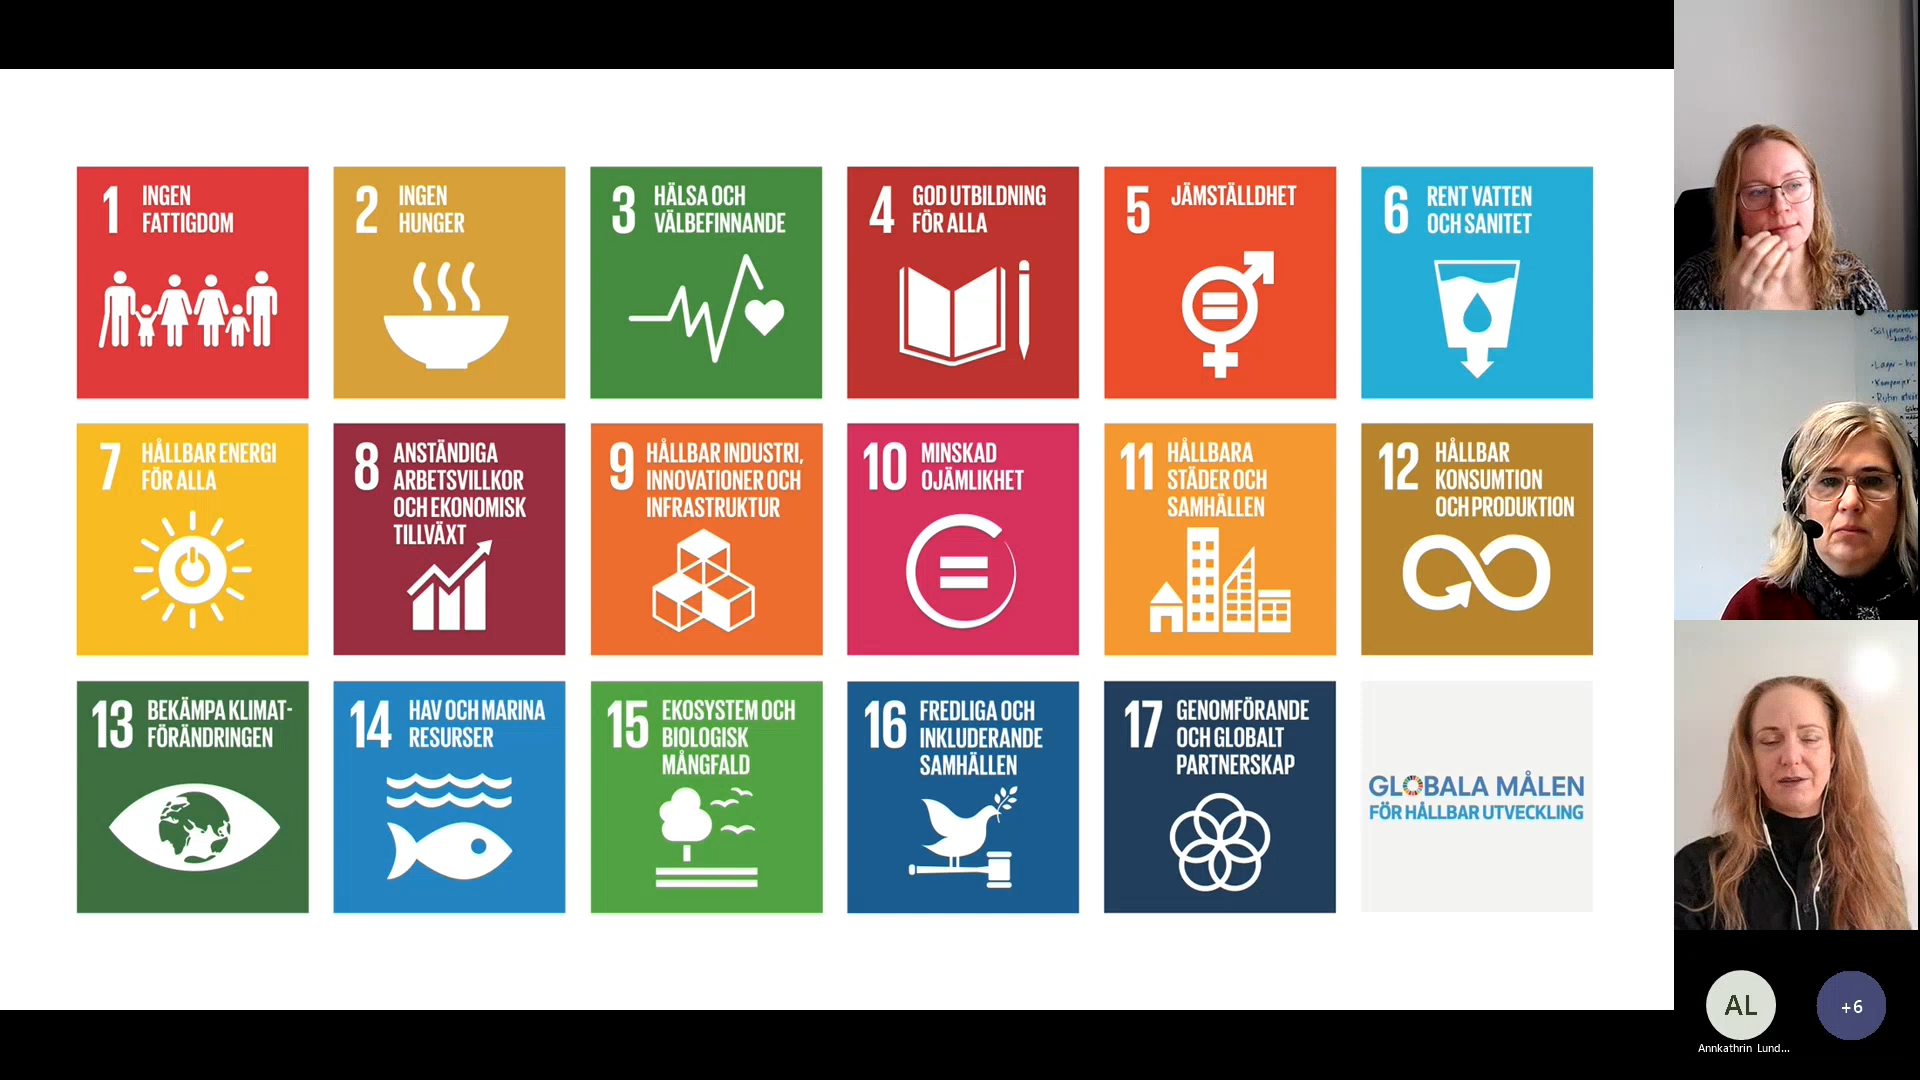 1 INGEN
FATTIGDOM
2 INGEN
HUNGER
3 HÄLSA OCH
VÄLBEFINNANDE
4 GOD UTBILDNING
FÖR ALLA
5 JÄMSTÄLLDHET
6 RENT VATTEN
OCH SANITET
7 HÅLLBAR ENERGI
FÖR ALLA
8 ANSTÄNDIGA
ARBETSVILLKOR
OCH EKONOMISK
TILLVÄXT
9 HÅLLBAR INDUSTRI,
INNOVATIONER OCH
INFRASTRUKTUR
10 MINSKAD
OJÄMLIKHET
11 HÅLLBARA
STÄDER OCH
SAMHÄLLEN
12 HÅLLBAR
KONSUMTION
OCH PRODUKTION
13 BEKÄMPA KLIMAT-
FÖRÄNDRINGEN
14 HAV OCH MARINA
RESURSER
15 EKOSYSTEM OCH
BIOLOGISK
MÅNGFALD
16 FREDLIGA OCH
INKLUDERANDE
SAMHÄLLEN
17 GENOMFÖRANDE
OCH GLOBALT
PARTNERSKAP
GLOBALA MÅLEN
FÖR HÅLLBAR UTVECKLING
AL
+6
Annkathrin Lund...